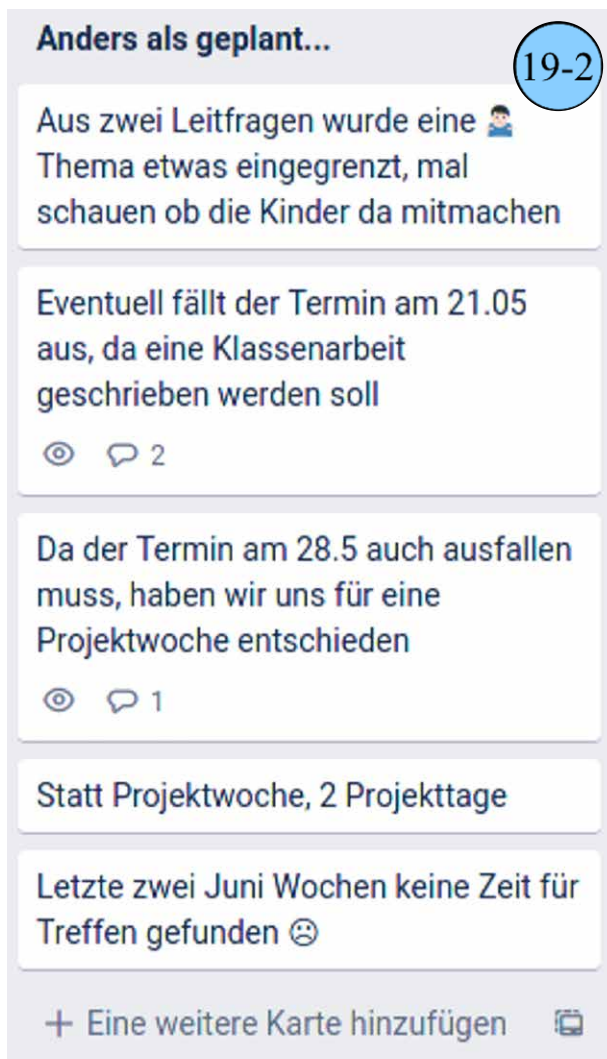 Anders als geplant...
19-2
Aus zwei Leitfragen wurde eine 🤷🏻‍♂️
Thema etwas eingegrenzt, mal
schauen ob die Kinder da mitmachen
Eventuell fällt der Termin am 21.05
aus, da eine Klassenarbeit
geschrieben werden soll
2
Da der Termin am 28.5 auch ausfallen
muss, haben wir uns für eine
Projektwoche entschieden
1
Statt Projektwoche, 2 Projekttage
Letzte zwei Juni Wochen keine Zeit für
Treffen gefunden ☹
+ Eine weitere Karte hinzufügen